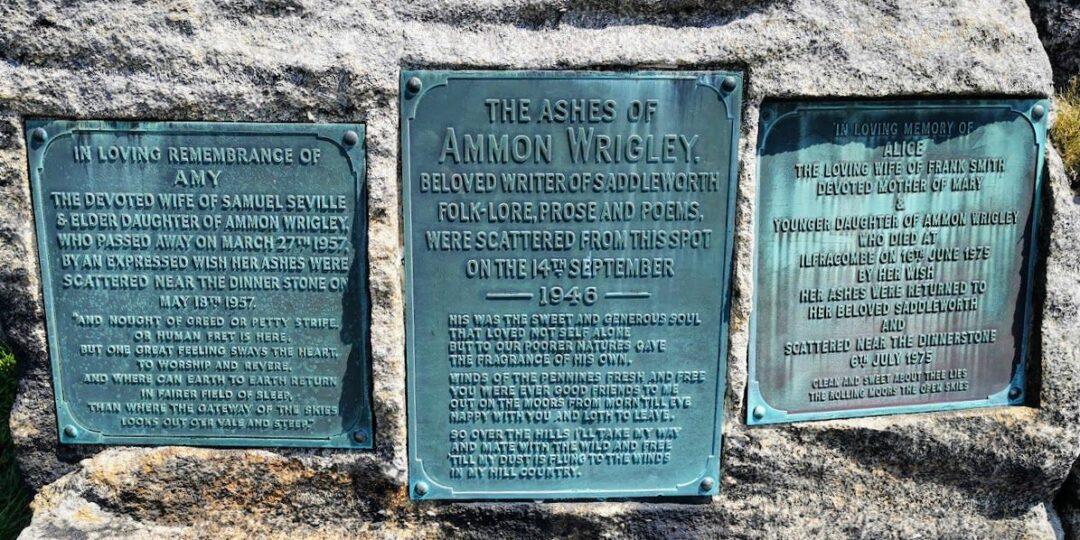 IN LOVING REMEMBRANCE OF
AMY
THE DEVOTED WIFE OF SAMUEL SEVILLE
& ELDER DAUGHTER OF AMMON WRIGLEY,
WHO PASSED AWAY ON MARCH 27TH 1957,
BY AN EXPRESSED WISH HER ASHES WERE
SCATTERED NEAR THE DINNER STONE ON
MAY 18TH 1957.
"AND NOUGHT OF GREED OR PETTY STRIFE,
OR HUMAN FRET IS HERE,
BUT ONE GREAT FEELING SWAYS THE HEART,
TO WORSHIP AND REVERE,
AND WHERE CAN EARTH TO EARTH RETURN
IN FAIRER FIELD OF SLEEP,
THAN WHERE THE GATEWAY OF THE SKIES
LOOKS OUT O'ER VALE AND STEEP."
THE ASHES OF
AMMON WRIGLEY,
BELOVED WRITER OF SADDLEWORTH
FOLK-LORE, PROSE AND POEMS,
WERE SCATTERED FROM THIS SPOT
ON THE 14TH SEPTEMBER
— 1946 —
HIS WAS THE SWEET AND GENEROUS SOUL
THAT LOVED NOT SELF ALONE
BUT TO OUR POORER NATURES GAVE
THE FRAGRANCE OF HIS OWN.
WINDS OF THE PENNINES FRESH AND FREE
YOU WERE EVER GOOD FRIENDS TO ME
OUT ON THE MOORS FROM MORN TILL EVE
HAPPY WITH YOU AND LOTH TO LEAVE.
SO OVER THE HILLS I'LL TAKE MY WAY
AND MATE WITH THE WILD AND FREE
'TILL MY DUST IS FLUNG TO THE WINDS
IN MY HILL COUNTRY.
IN LOVING MEMORY OF
ALICE
THE LOVING WIFE OF FRANK SMITH
DEVOTED MOTHER OF MARY
&
YOUNGER DAUGHTER OF AMMON WRIGLEY
WHO DIED AT
ILFRACOMBE ON 16TH JUNE 1975
BY HER WISH
HER ASHES WERE RETURNED TO
HER BELOVED SADDLEWORTH
AND
SCATTERED NEAR THE DINNERSTONE
6TH JULY 1975
CLEAN AND SWEET ABOUT THEE LIES
THE ROLLING MOORS THE OPEN SKIES